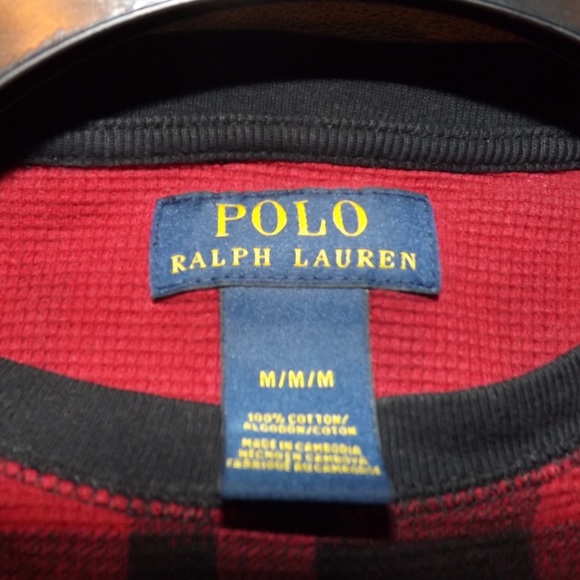 POLO
RALPH LAUREN
M/M/M
100% COTTON/
ALGODON/COTON
MADE IN CAMBODIA
HECHO EN CAMBOYA
FABRIQUE AU CAMBODGE